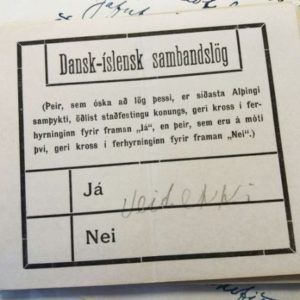 Dansk-íslensk sambandslög
(Þeir, sem óska að lög þessi, er síðasta Alþingi
samþykti, öðlist staðfestingu konungs, geri kross í fer-
hyrninginn fyrir framan „Já“, en þeir, sem eru á móti
því, geri kross í ferhyrninginn fyrir framan „Nei“.)
Já
Nei